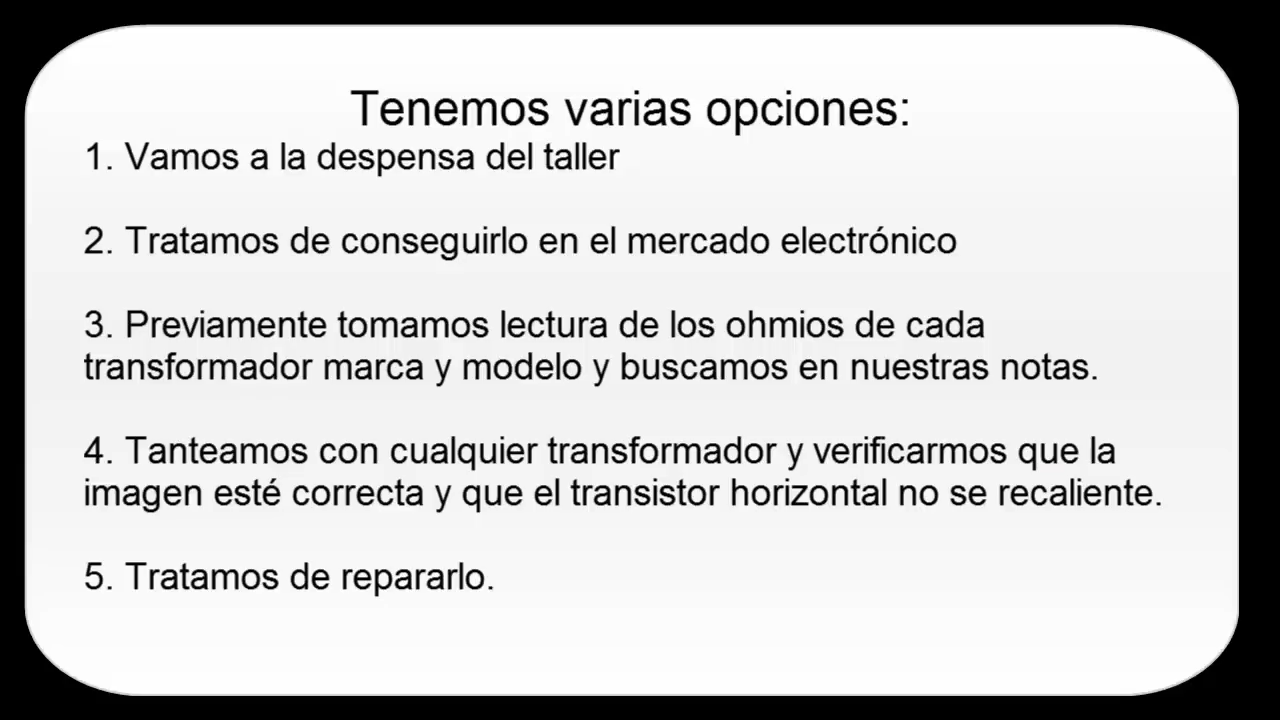 Tenemos varias opciones:
1. Vamos a la despensa del taller
2. Tratamos de conseguirlo en el mercado electrónico
3. Previamente tomamos lectura de los ohmios de cada
transformador marca y modelo y buscamos en nuestras notas.
4. Tanteamos con cualquier transformador y verificarmos que la
imagen esté correcta y que el transistor horizontal no se recaliente.
5. Tratamos de repararlo.